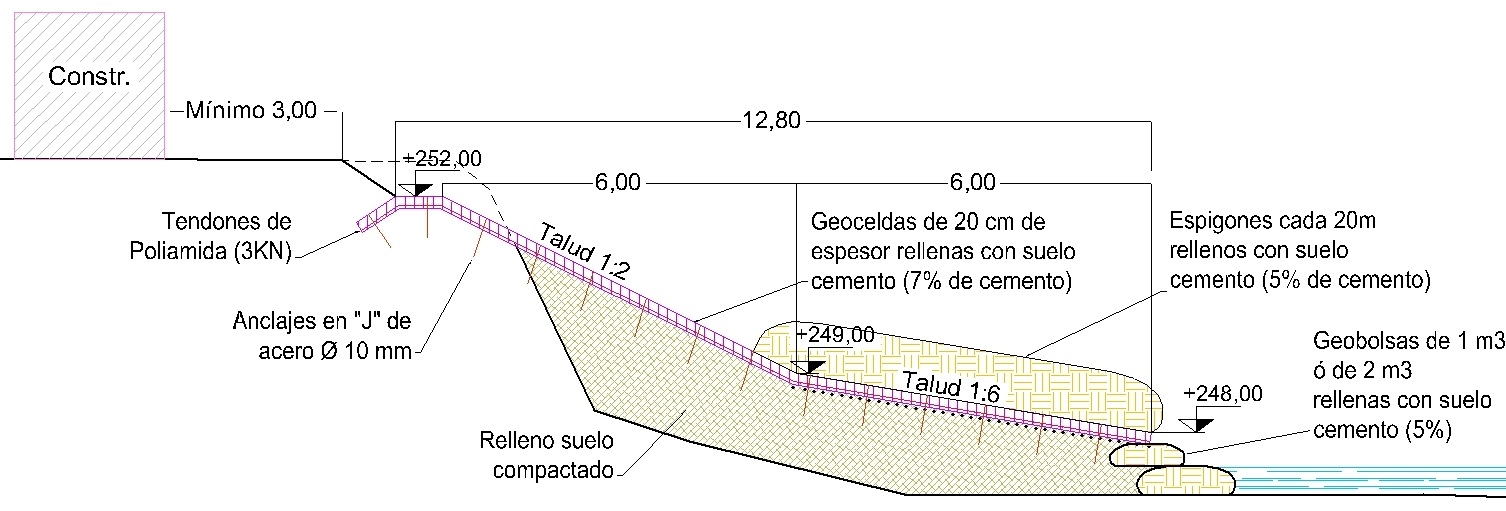 Constr.
Mínimo 3,00
12,80
+252,00
6,00
6,00
Tendones de
Poliamida (3KN)
Talud 1:2
Geoceldas de 20 cm de
espesor rellenas con suelo
cemento (7% de cemento)
Espigones cada 20m
rellenos con suelo
cemento (5% de cemento)
Anclajes en "J" de
acero Ø 10 mm
+249,00
Talud 1:6
Geobolsas de 1 m3
ó de 2 m3
rellenas con suelo
cemento (5%)
+248,00
Relleno suelo
compactado